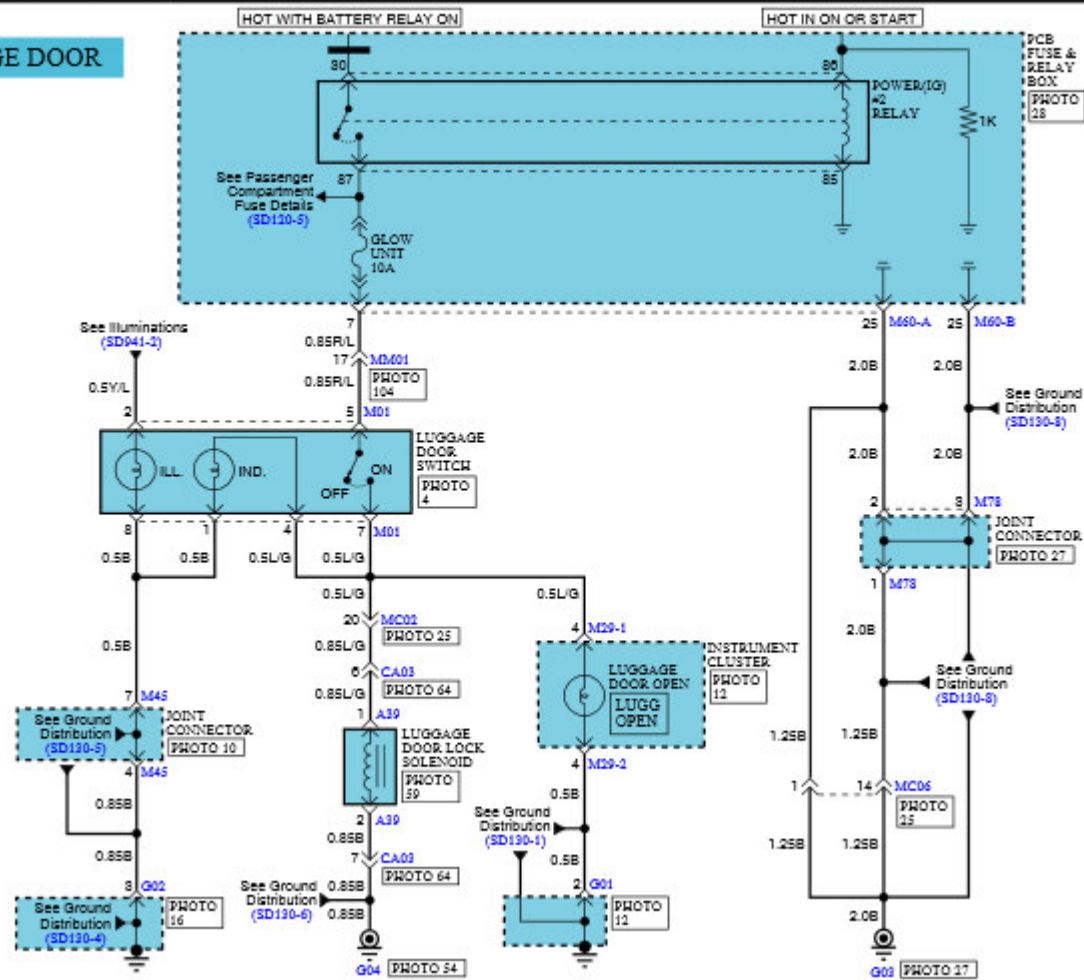 HOT WITH BATTERY RELAY ON
HOT IN ON OR START
GE DOOR
PCB
FUSE &
RELAY
BOX
PHOTO
28
30
86
POWER(IG)
#2
RELAY
1K
87
85
See Passenger
Compartment
Fuse Details
(SD120-5)
GLOW
UNIT
10A
See Illuminations
(SD941-2)
7
0.85R/L
17 MM01
PHOTO
104
0.85R/L
25 M60-A
25 M60-B
2.0B
2.0B
See Ground
Distribution
(SD130-8)
0.5Y/L
2
5 M01
ILL.
IND.
ON
OFF
LUGGAGE
DOOR
SWITCH
PHOTO
4
2.0B
2.0B
8
1
4
7 M01
2
3 M78
JOINT
CONNECTOR
PHOTO 27
0.5B
0.5B
0.5L/G
0.5L/G
1 M78
0.5L/G
0.5L/G
20 MC02
PHOTO 25
4 M29-1
2.0B
0.5B
0.85L/G
6 CA03
PHOTO 64
0.85L/G
LUGGAGE
DOOR OPEN
LUGG
OPEN
INSTRUMENT
CLUSTER
PHOTO
12
See Ground
Distribution
(SD130-8)
7 M45
See Ground
Distribution
(SD130-5)
JOINT
CONNECTOR
PHOTO 10
4 M45
1 A39
LUGGAGE
DOOR LOCK
SOLENOID
PHOTO
59
2 A39
4 M29-2
1.25B
1.25B
1
14 MC06
PHOTO
25
0.85B
0.85B
0.85B
7 CA03
PHOTO 64
0.5B
See Ground
Distribution
(SD130-1)
0.5B
1.25B
1.25B
3 G02
See Ground
Distribution
(SD130-4)
PHOTO
16
See Ground
Distribution
(SD130-6)
0.85B
0.85B
G04 PHOTO 54
2 G01
PHOTO
12
2.0B
G03 PHOTO 27